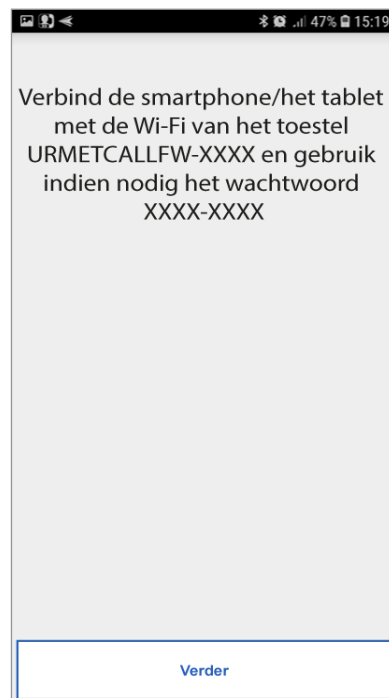 47% 15:19
Verbind de smartphone/het tablet
met de Wi-Fi van het toestel
URMETCALLFW-XXXX en gebruik
indien nodig het wachtwoord
XXXX-XXXX
Verder